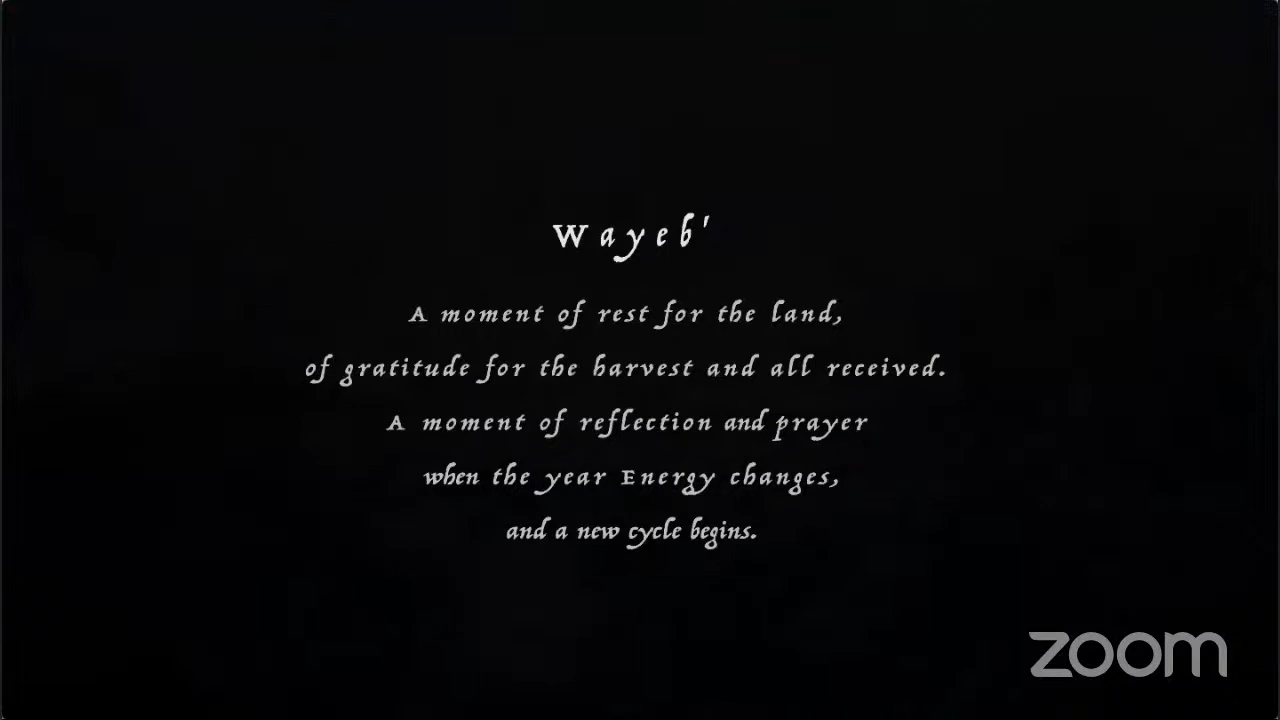 Wayeb'
A moment of rest for the land,
of gratitude for the harvest and all received.
A moment of reflection and prayer
when the year Energy changes,
and a new cycle begins.
zoom